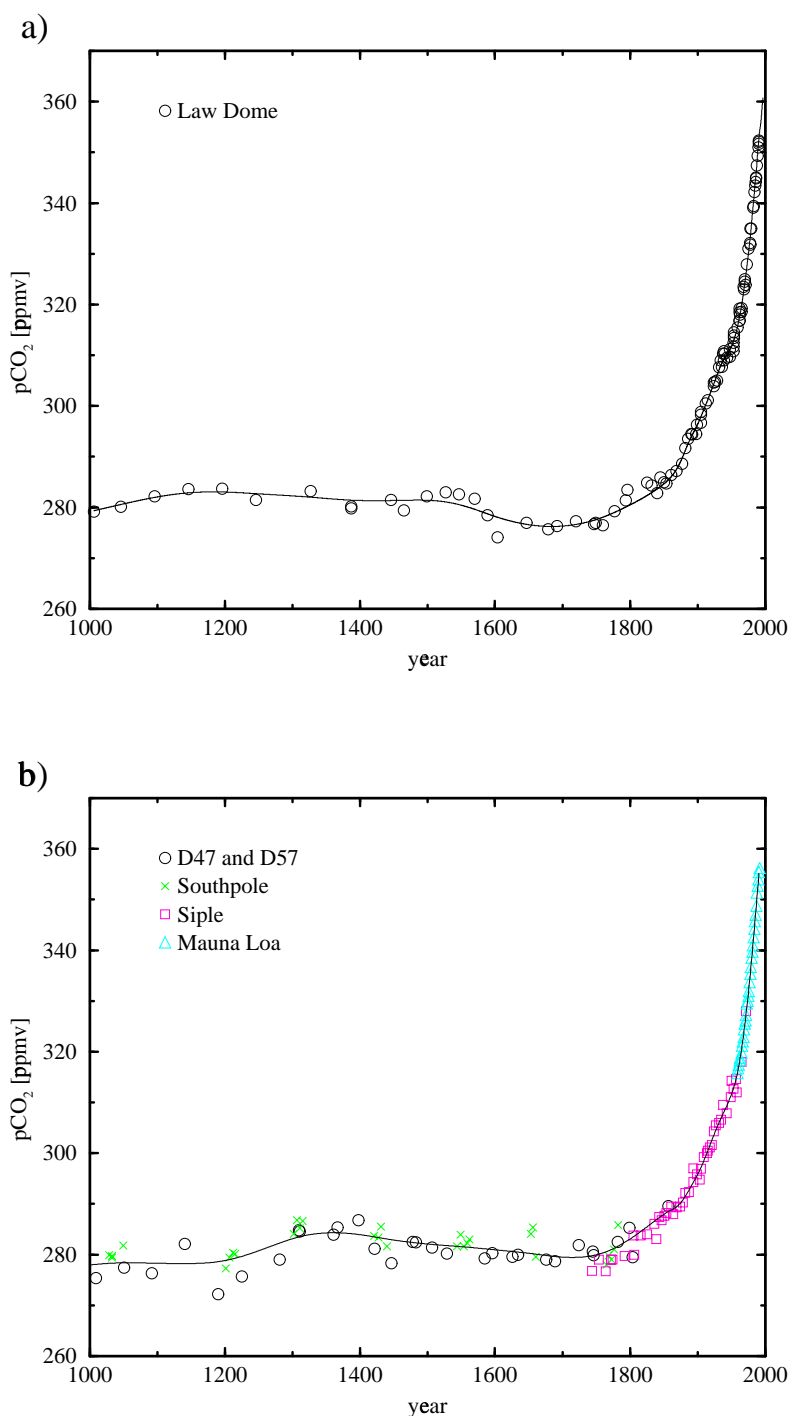 a)
Law Dome
pCO₂ [ppmv]
360
340
320
300
280
260
1000 1200 1400 1600 1800 2000
year
b)
D47 and D57
Southpole
Siple
Mauna Loa
pCO₂ [ppmv]
360
340
320
300
280
260
1000 1200 1400 1600 1800 2000
year